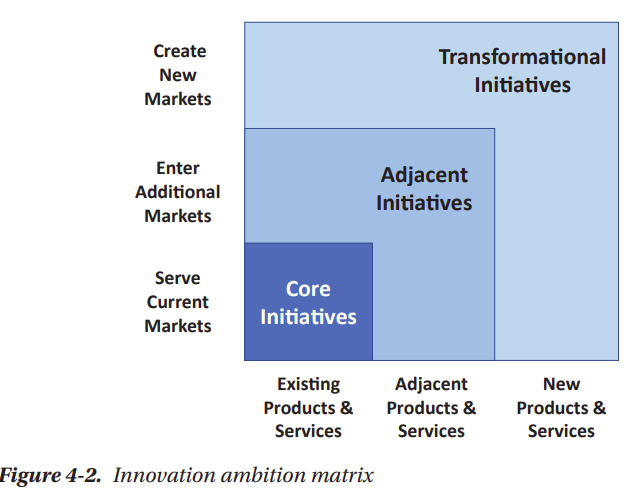 Create
New
Markets
Transformational
Initiatives
Enter
Additional
Markets
Adjacent
Initiatives
Serve
Current
Markets
Core
Initiatives
Existing
Products &
Services
Adjacent
Products &
Services
New
Products &
Services
Figure 4-2. Innovation ambition matrix